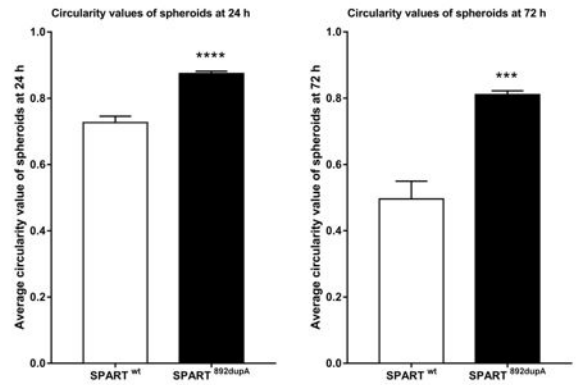 Circularity values of spheroids at 24 h
Average circularity value of spheroids at 24 h
1.0
0.8
0.6
0.4
0.2
0.0
****
SPART wt
SPART 892dupA
Circularity values of spheroids at 72 h
Average circularity value of spheroids at 72 h
1.0
0.8
0.6
0.4
0.2
0.0
***
SPART wt
SPART 892dupA